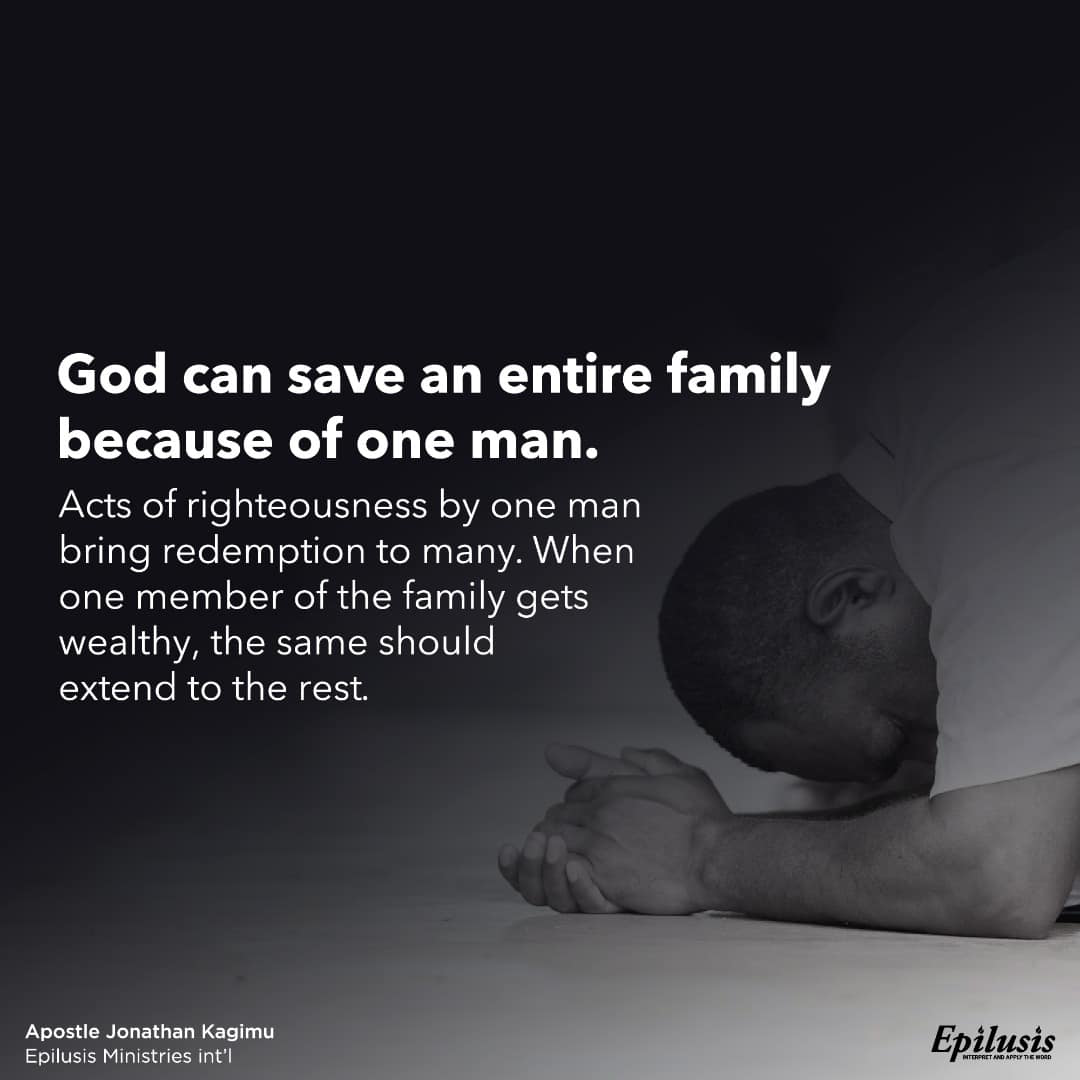 God can save an entire family
because of one man.
Acts of righteousness by one man
bring redemption to many. When
one member of the family gets
wealthy, the same should
extend to the rest.
Apostle Jonathan Kagimu
Epilusis Ministries int'l
Epilusis
INTERPRET AND APPLY THE WORD